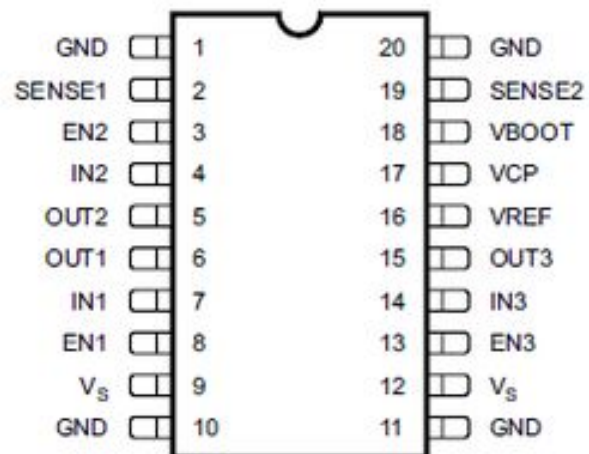 GND 1 20 GND
SENSE1 2 19 SENSE2
EN2 3 18 VBOOT
IN2 4 17 VCP
OUT2 5 16 VREF
OUT1 6 15 OUT3
IN1 7 14 IN3
EN1 8 13 EN3
VS 9 12 VS
GND 10 11 GND